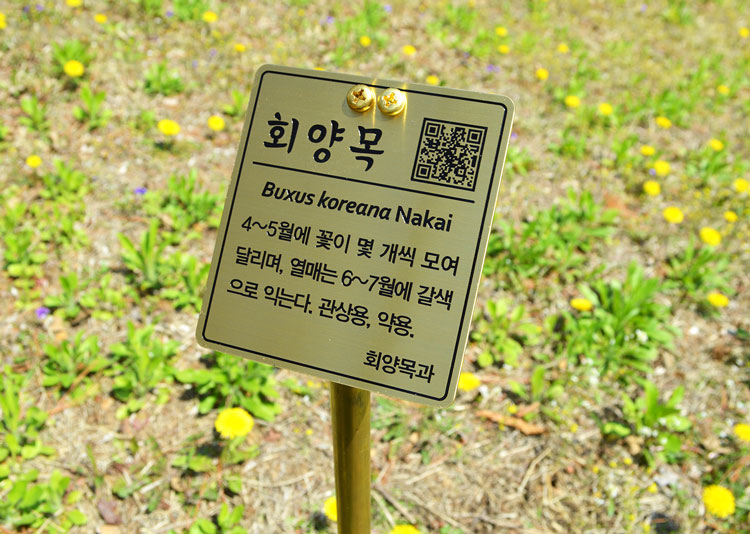 회양목
Buxus koreana Nakai
4~5월에 꽃이 몇 개씩 모여
달리며, 열매는 6~7월에 갈색
으로 익는다. 관상용, 약용.
회양목과